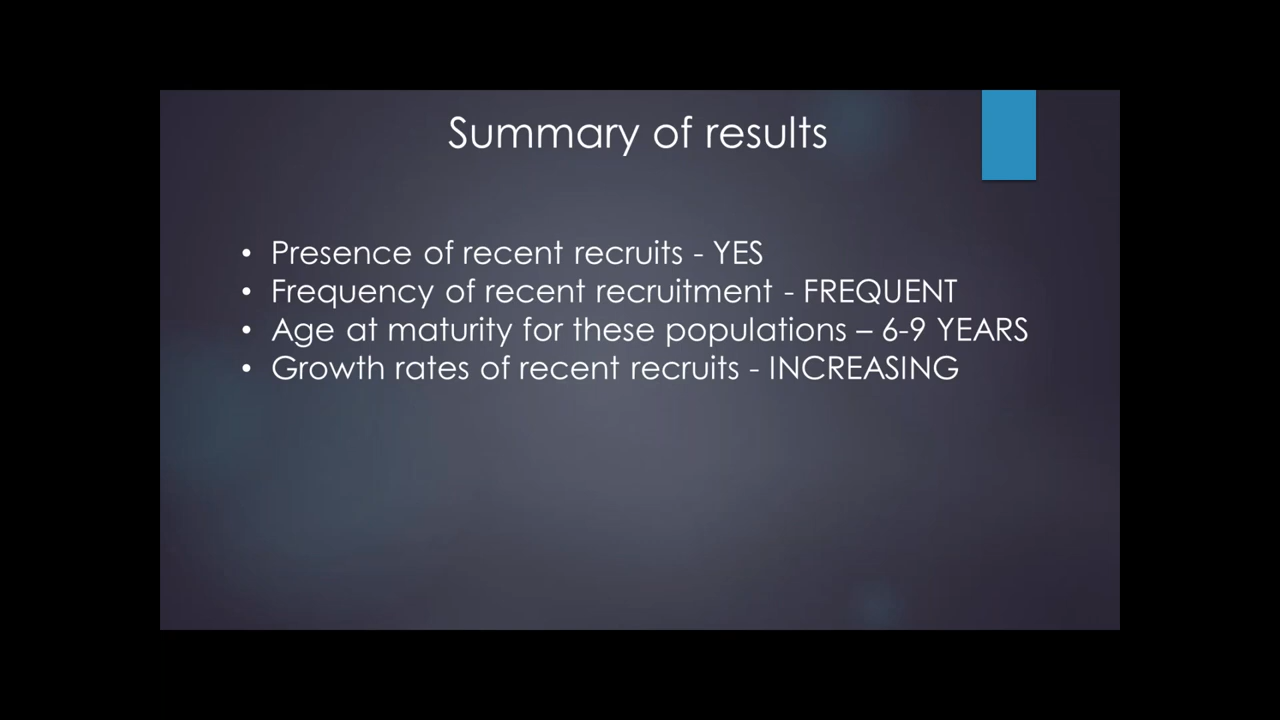 Summary of results
• Presence of recent recruits - YES
• Frequency of recent recruitment - FREQUENT
• Age at maturity for these populations – 6-9 YEARS
• Growth rates of recent recruits - INCREASING